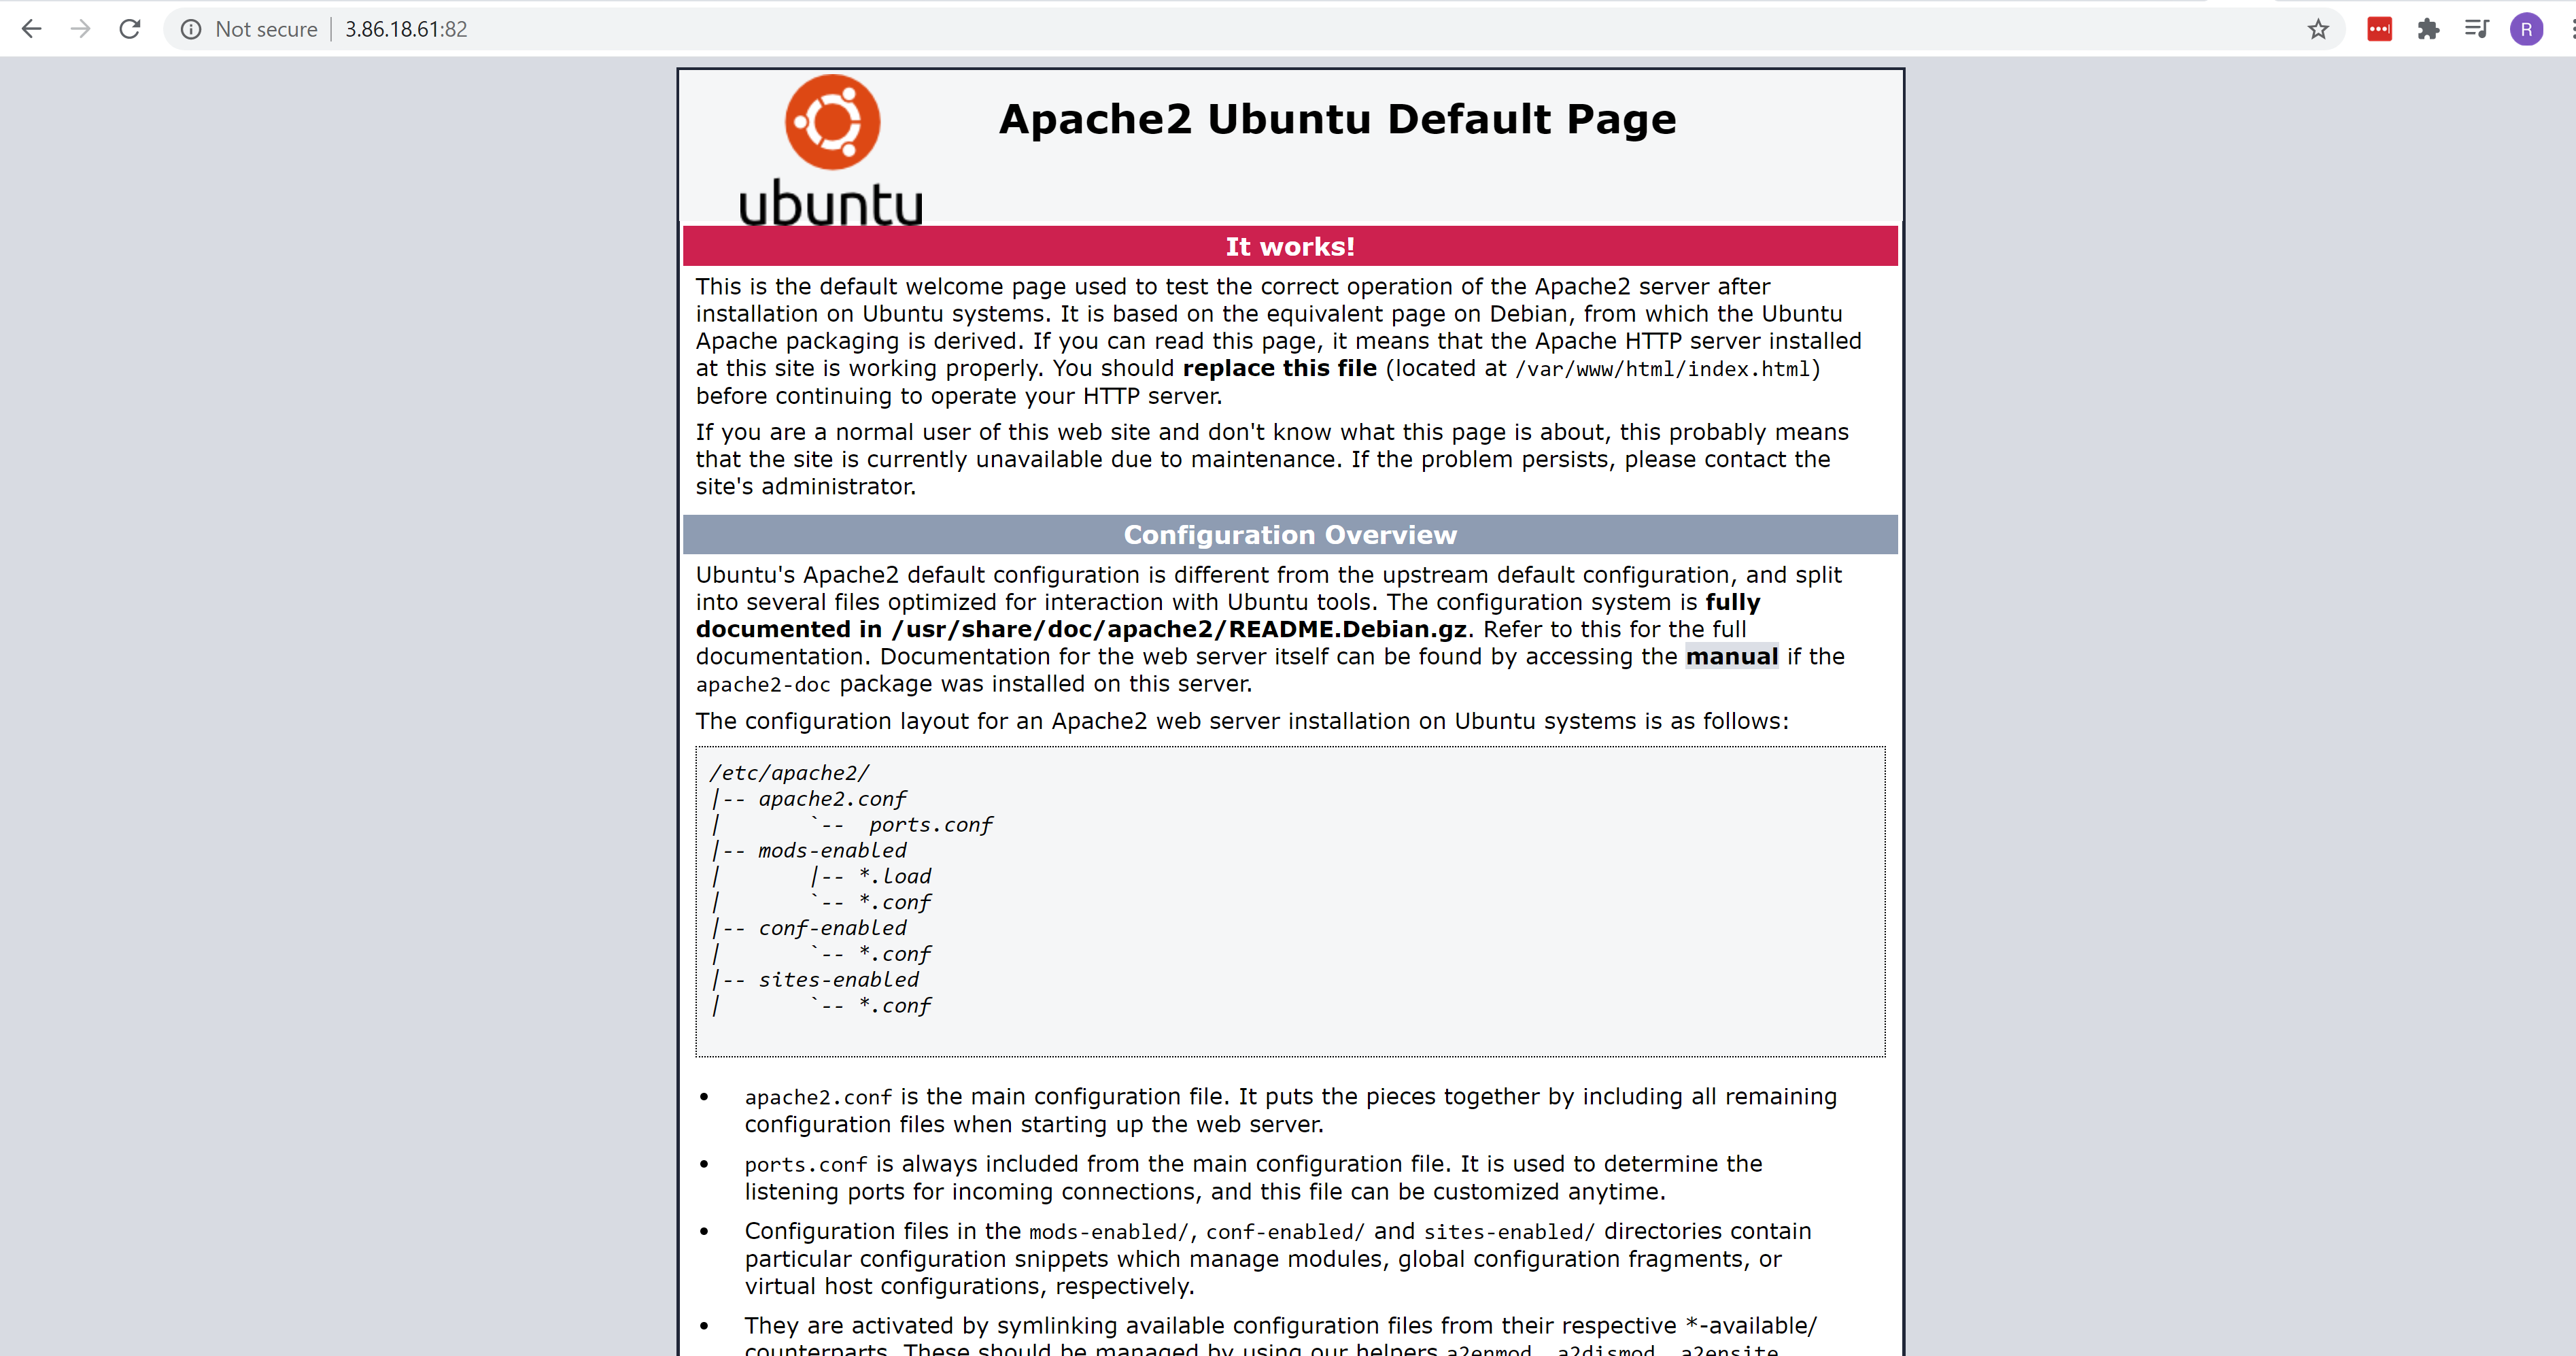 Not secure | 3.86.18.61:82
R
ubuntu
Apache2 Ubuntu Default Page
It works!
This is the default welcome page used to test the correct operation of the Apache2 server after
installation on Ubuntu systems. It is based on the equivalent page on Debian, from which the Ubuntu
Apache packaging is derived. If you can read this page, it means that the Apache HTTP server installed
at this site is working properly. You should replace this file (located at /var/www/html/index.html)
before continuing to operate your HTTP server.
If you are a normal user of this web site and don't know what this page is about, this probably means
that the site is currently unavailable due to maintenance. If the problem persists, please contact the
site's administrator.
Configuration Overview
Ubuntu's Apache2 default configuration is different from the upstream default configuration, and split
into several files optimized for interaction with Ubuntu tools. The configuration system is fully
documented in /usr/share/doc/apache2/README.Debian.gz. Refer to this for the full
documentation. Documentation for the web server itself can be found by accessing the manual if the
apache2-doc package was installed on this server.
The configuration layout for an Apache2 web server installation on Ubuntu systems is as follows:
/etc/apache2/
|-- apache2.conf
|       `--  ports.conf
|-- mods-enabled
|       |-- *.load
|       `-- *.conf
|-- conf-enabled
|       `-- *.conf
|-- sites-enabled
|       `-- *.conf
• apache2.conf is the main configuration file. It puts the pieces together by including all remaining
configuration files when starting up the web server.
• ports.conf is always included from the main configuration file. It is used to determine the
listening ports for incoming connections, and this file can be customized anytime.
• Configuration files in the mods-enabled/, conf-enabled/ and sites-enabled/ directories contain
particular configuration snippets which manage modules, global configuration fragments, or
virtual host configurations, respectively.
• They are activated by symlinking available configuration files from their respective *-available/
counterparts. These should be managed by using our helpers a2enmod, a2dismod, a2ensite,